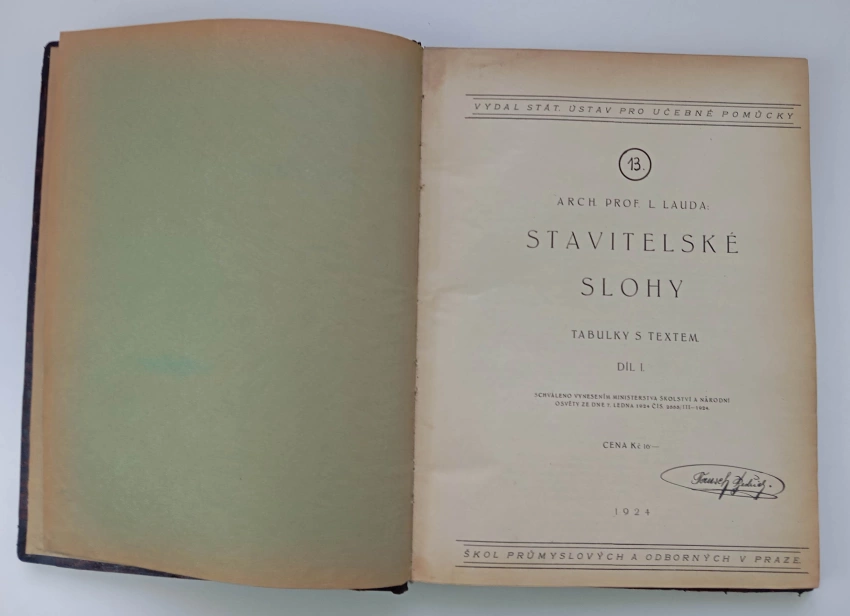 VYDAL STÁT. ÚSTAV PRO UČEBNÉ POMŮCKY
13.
ARCH. PROF. L. LAUDA:
STAVITELSKÉ
SLOHY
TABULKY S TEXTEM.
DÍL I.
SCHVÁLENO VYNESENÍM MINISTERSTVA ŠKOLSTVÍ A NÁRODNÍ
OSVĚTY ZE DNE 7. LEDNA 1924 ČÍS.
CENA Kč
1924
ŠKOL PRŮMYSLOVÝCH A ODBORNÝCH V PRAZE.